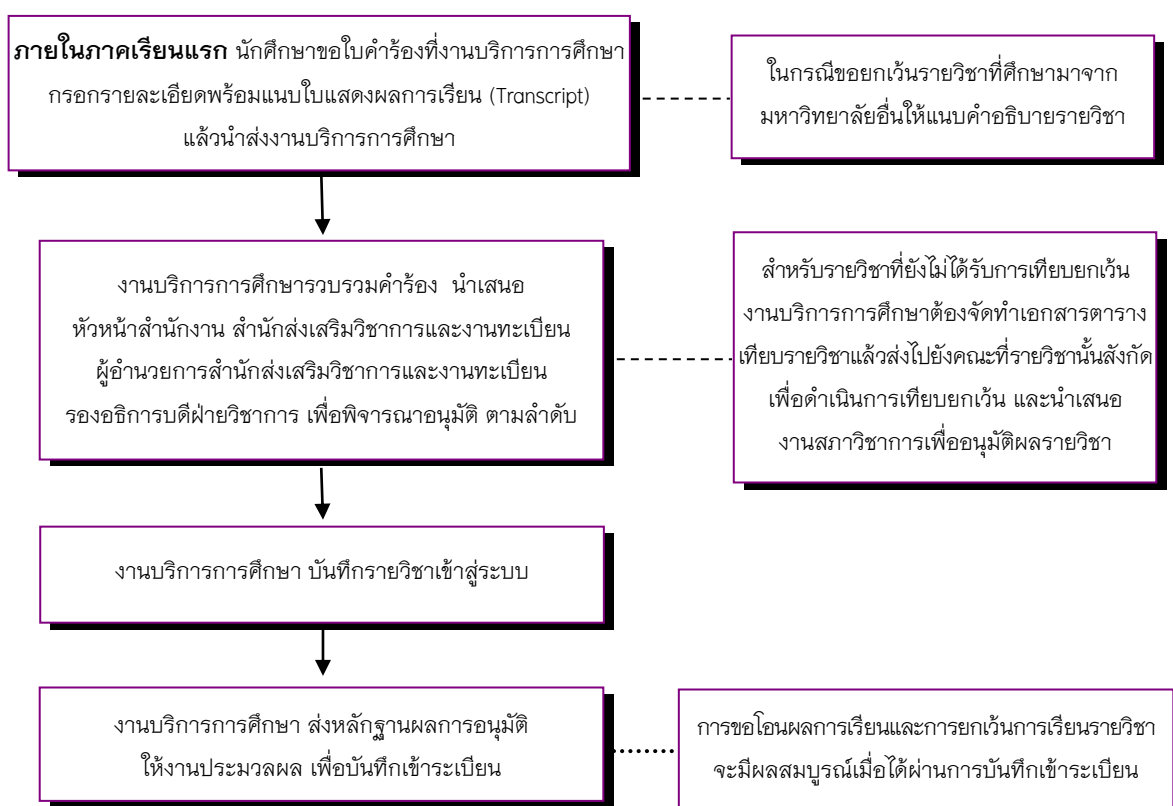 ภายในภาคเรียนแรก นักศึกษาขอใบคำร้องที่งานบริการการศึกษา
กรอกรายละเอียดพร้อมแนบใบแสดงผลการเรียน (Transcript)
แล้วนำส่งงานบริการการศึกษา
ในกรณีขอยกเว้นรายวิชาที่ศึกษามาจาก
มหาวิทยาลัยอื่นให้แนบคำอธิบายรายวิชา
งานบริการการศึกษารวบรวมคำร้อง นำเสนอ
หัวหน้าสำนักงาน สำนักส่งเสริมวิชาการและงานทะเบียน
ผู้อำนวยการสำนักส่งเสริมวิชาการและงานทะเบียน
รองอธิการบดีฝ่ายวิชาการ เพื่อพิจารณาอนุมัติ ตามลำดับ
สำหรับรายวิชาที่ยังไม่ได้รับการเทียบยกเว้น
งานบริการการศึกษาต้องจัดทำเอกสารตาราง
เทียบรายวิชาแล้วส่งไปยังคณะที่รายวิชานั้นสังกัด
เพื่อดำเนินการเทียบยกเว้น และนำเสนอ
งานสภาวิชาการเพื่ออนุมัติผลรายวิชา
งานบริการการศึกษา บันทึกรายวิชาเข้าสู่ระบบ
งานบริการการศึกษา ส่งหลักฐานผลการอนุมัติ
ให้งานประมวลผล เพื่อบันทึกเข้าระเบียน
การขอโอนผลการเรียนและการยกเว้นการเรียนรายวิชา
จะมีผลสมบูรณ์เมื่อได้ผ่านการบันทึกเข้าระเบียน